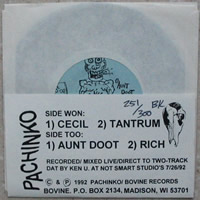 AUNT
DOOT
251/300 BK
PACHINKO
SIDE WON:
1) CECIL 2) TANTRUM
SIDE TOO:
1) AUNT DOOT 2) RICH
RECORDED/ MIXED LIVE/DIRECT TO TWO-TRACK
DAT BY KEN U. AT NOT SMART STUDIO'S 7/26/92
© & ℗ 1992 PACHINKO/ BOVINE RECORDS
BOVINE. P.O. BOX 2134, MADISON, WI 53701